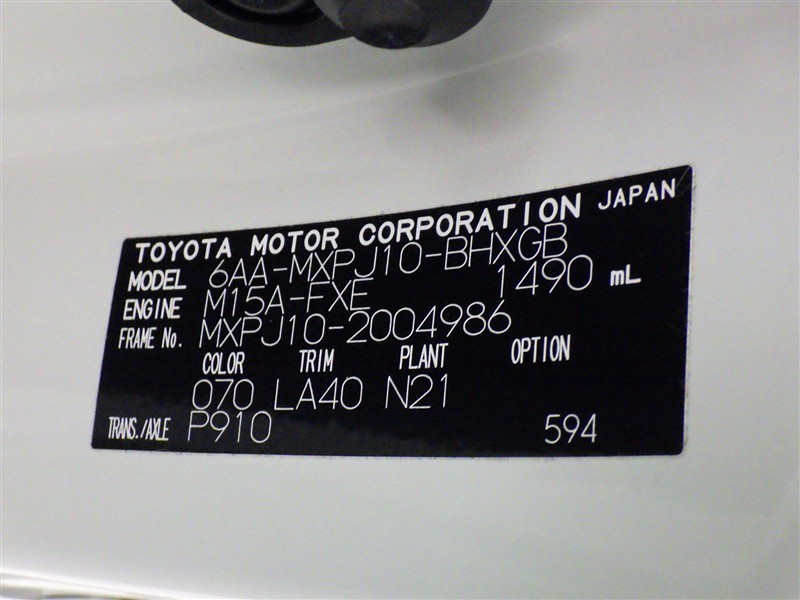 TOYOTA MOTOR CORPORATION JAPAN
MODEL 6AA-MXPJ10-BHXGB
ENGINE M15A-FXE 1490 mL
FRAME No. MXPJ10-2004986
COLOR TRIM PLANT OPTION
070 LA40 N21
TRANS./AXLE P910 594